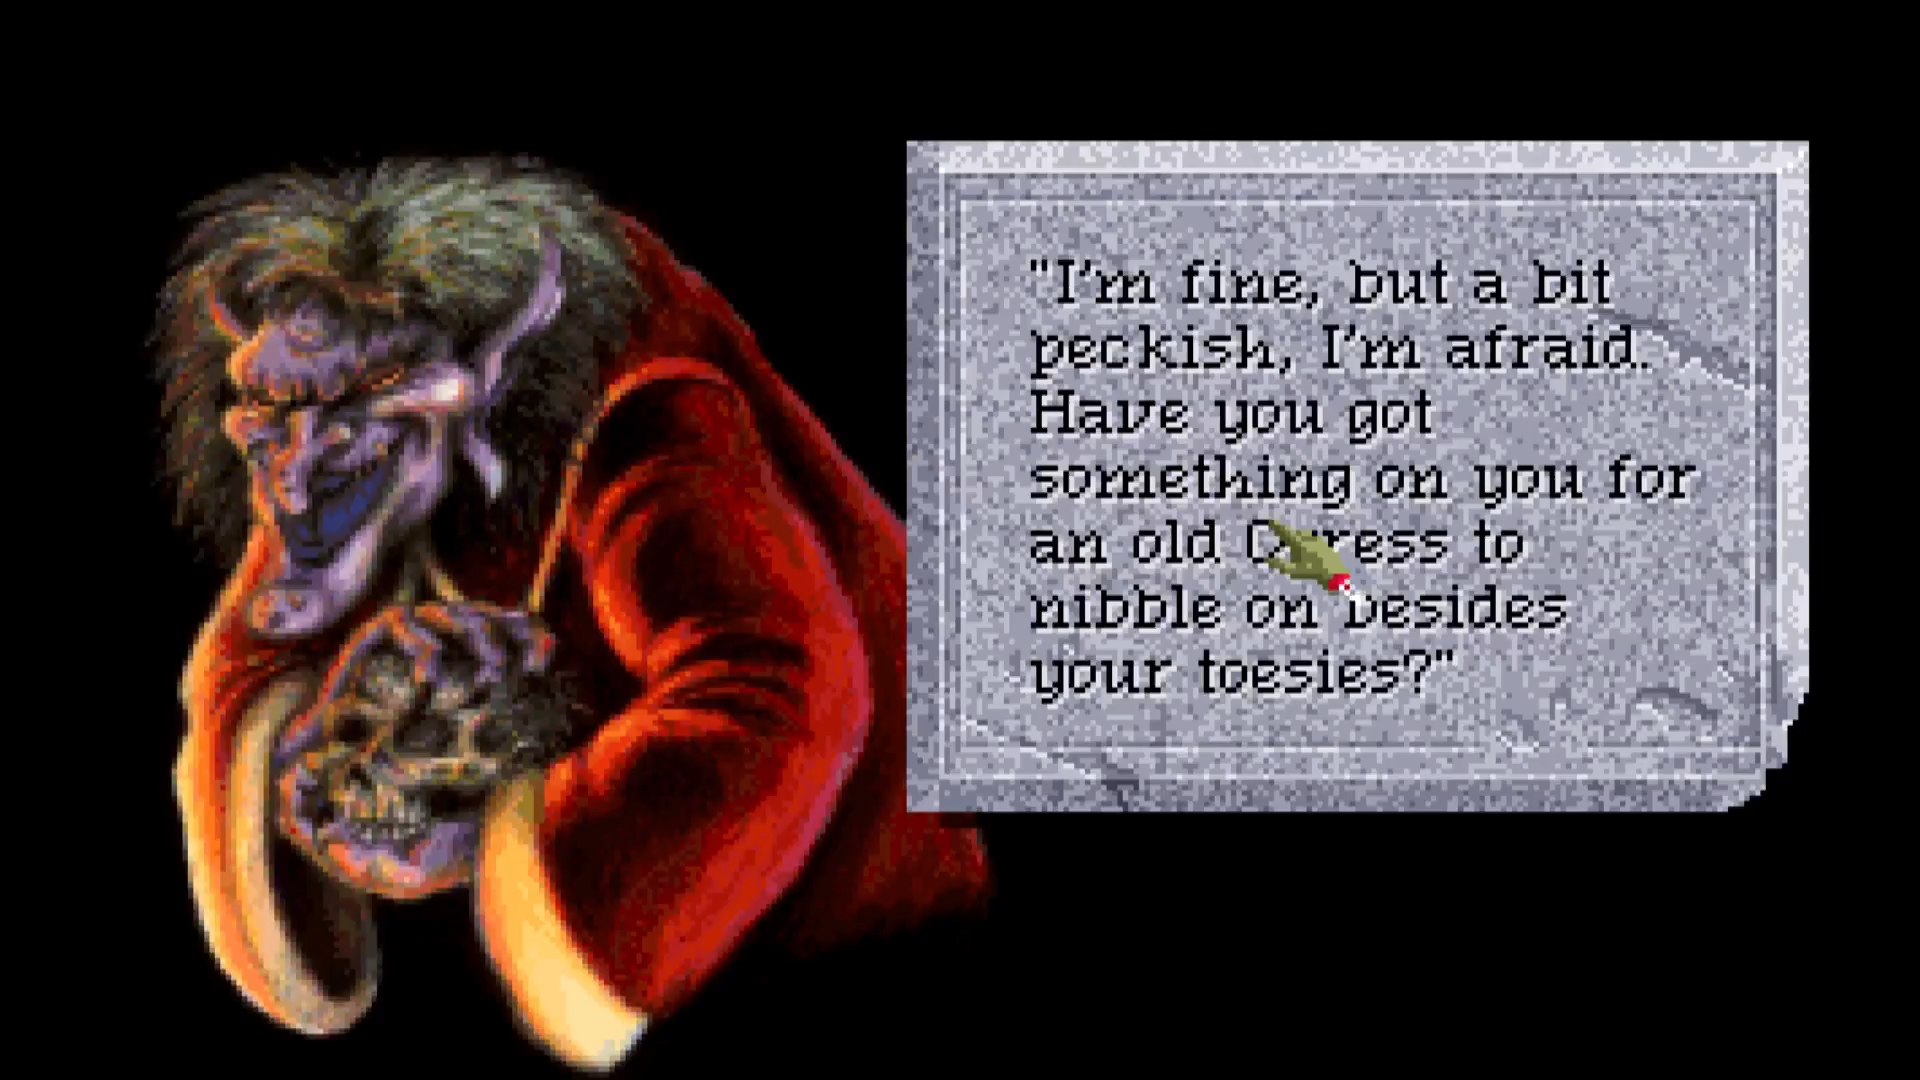 "I'm fine, but a bit
peckish, I'm afraid.
Have you got
something on you for
an old to
nibble on besides
your toesies?"